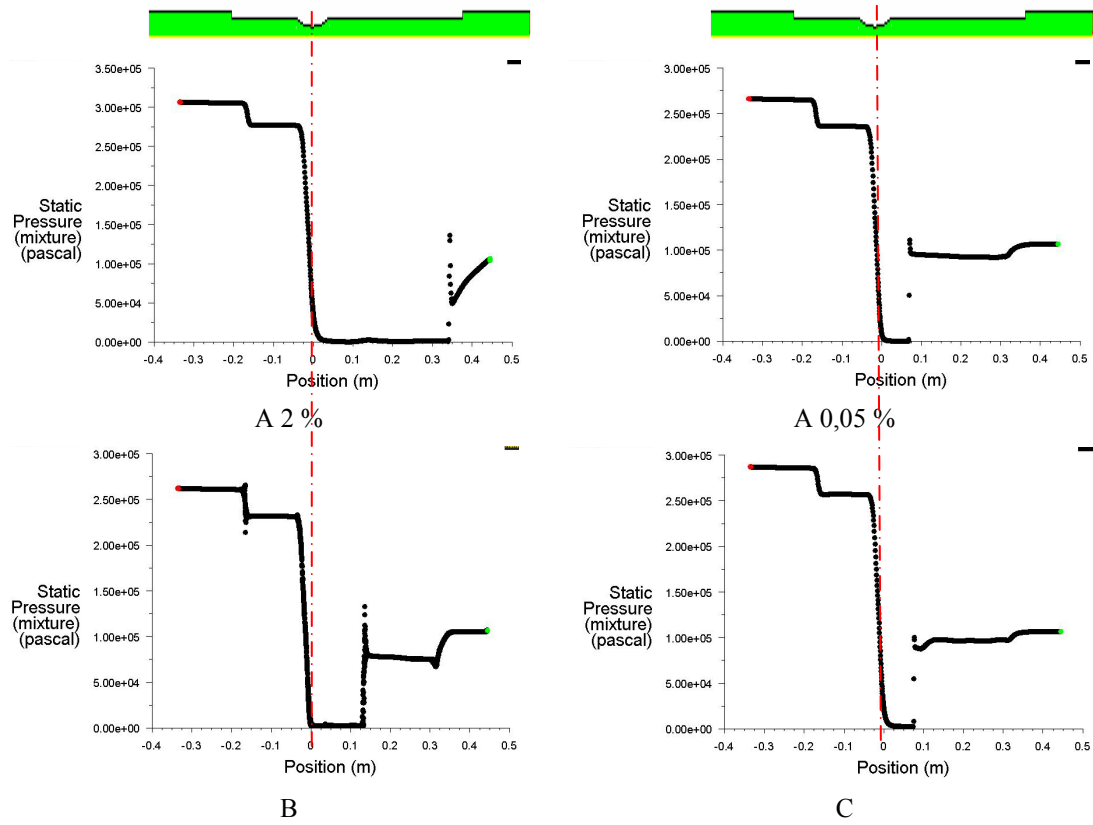 3.50e+05
3.00e+05
2.50e+05
2.00e+05
Static
Pressure
(mixture)
(pascal)
1.50e+05
1.00e+05
5.00e+04
0.00e+00
-0.4 -0.3 -0.2 -0.1 0 0.1 0.2 0.3 0.4 0.5
Position (m)
A 2 %
3.00e+05
2.50e+05
2.00e+05
Static
Pressure
(mixture)
(pascal)
1.50e+05
1.00e+05
5.00e+04
0.00e+00
-0.4 -0.3 -0.2 -0.1 0 0.1 0.2 0.3 0.4 0.5
Position (m)
A 0,05 %
3.00e+05
2.50e+05
2.00e+05
Static
Pressure
(mixture)
(pascal)
1.50e+05
1.00e+05
5.00e+04
0.00e+00
-0.4 -0.3 -0.2 -0.1 0 0.1 0.2 0.3 0.4 0.5
Position (m)
B
3.00e+05
2.50e+05
2.00e+05
Static
Pressure
(mixture)
(pascal)
1.50e+05
1.00e+05
5.00e+04
0.00e+00
-0.4 -0.3 -0.2 -0.1 0 0.1 0.2 0.3 0.4 0.5
Position (m)
C